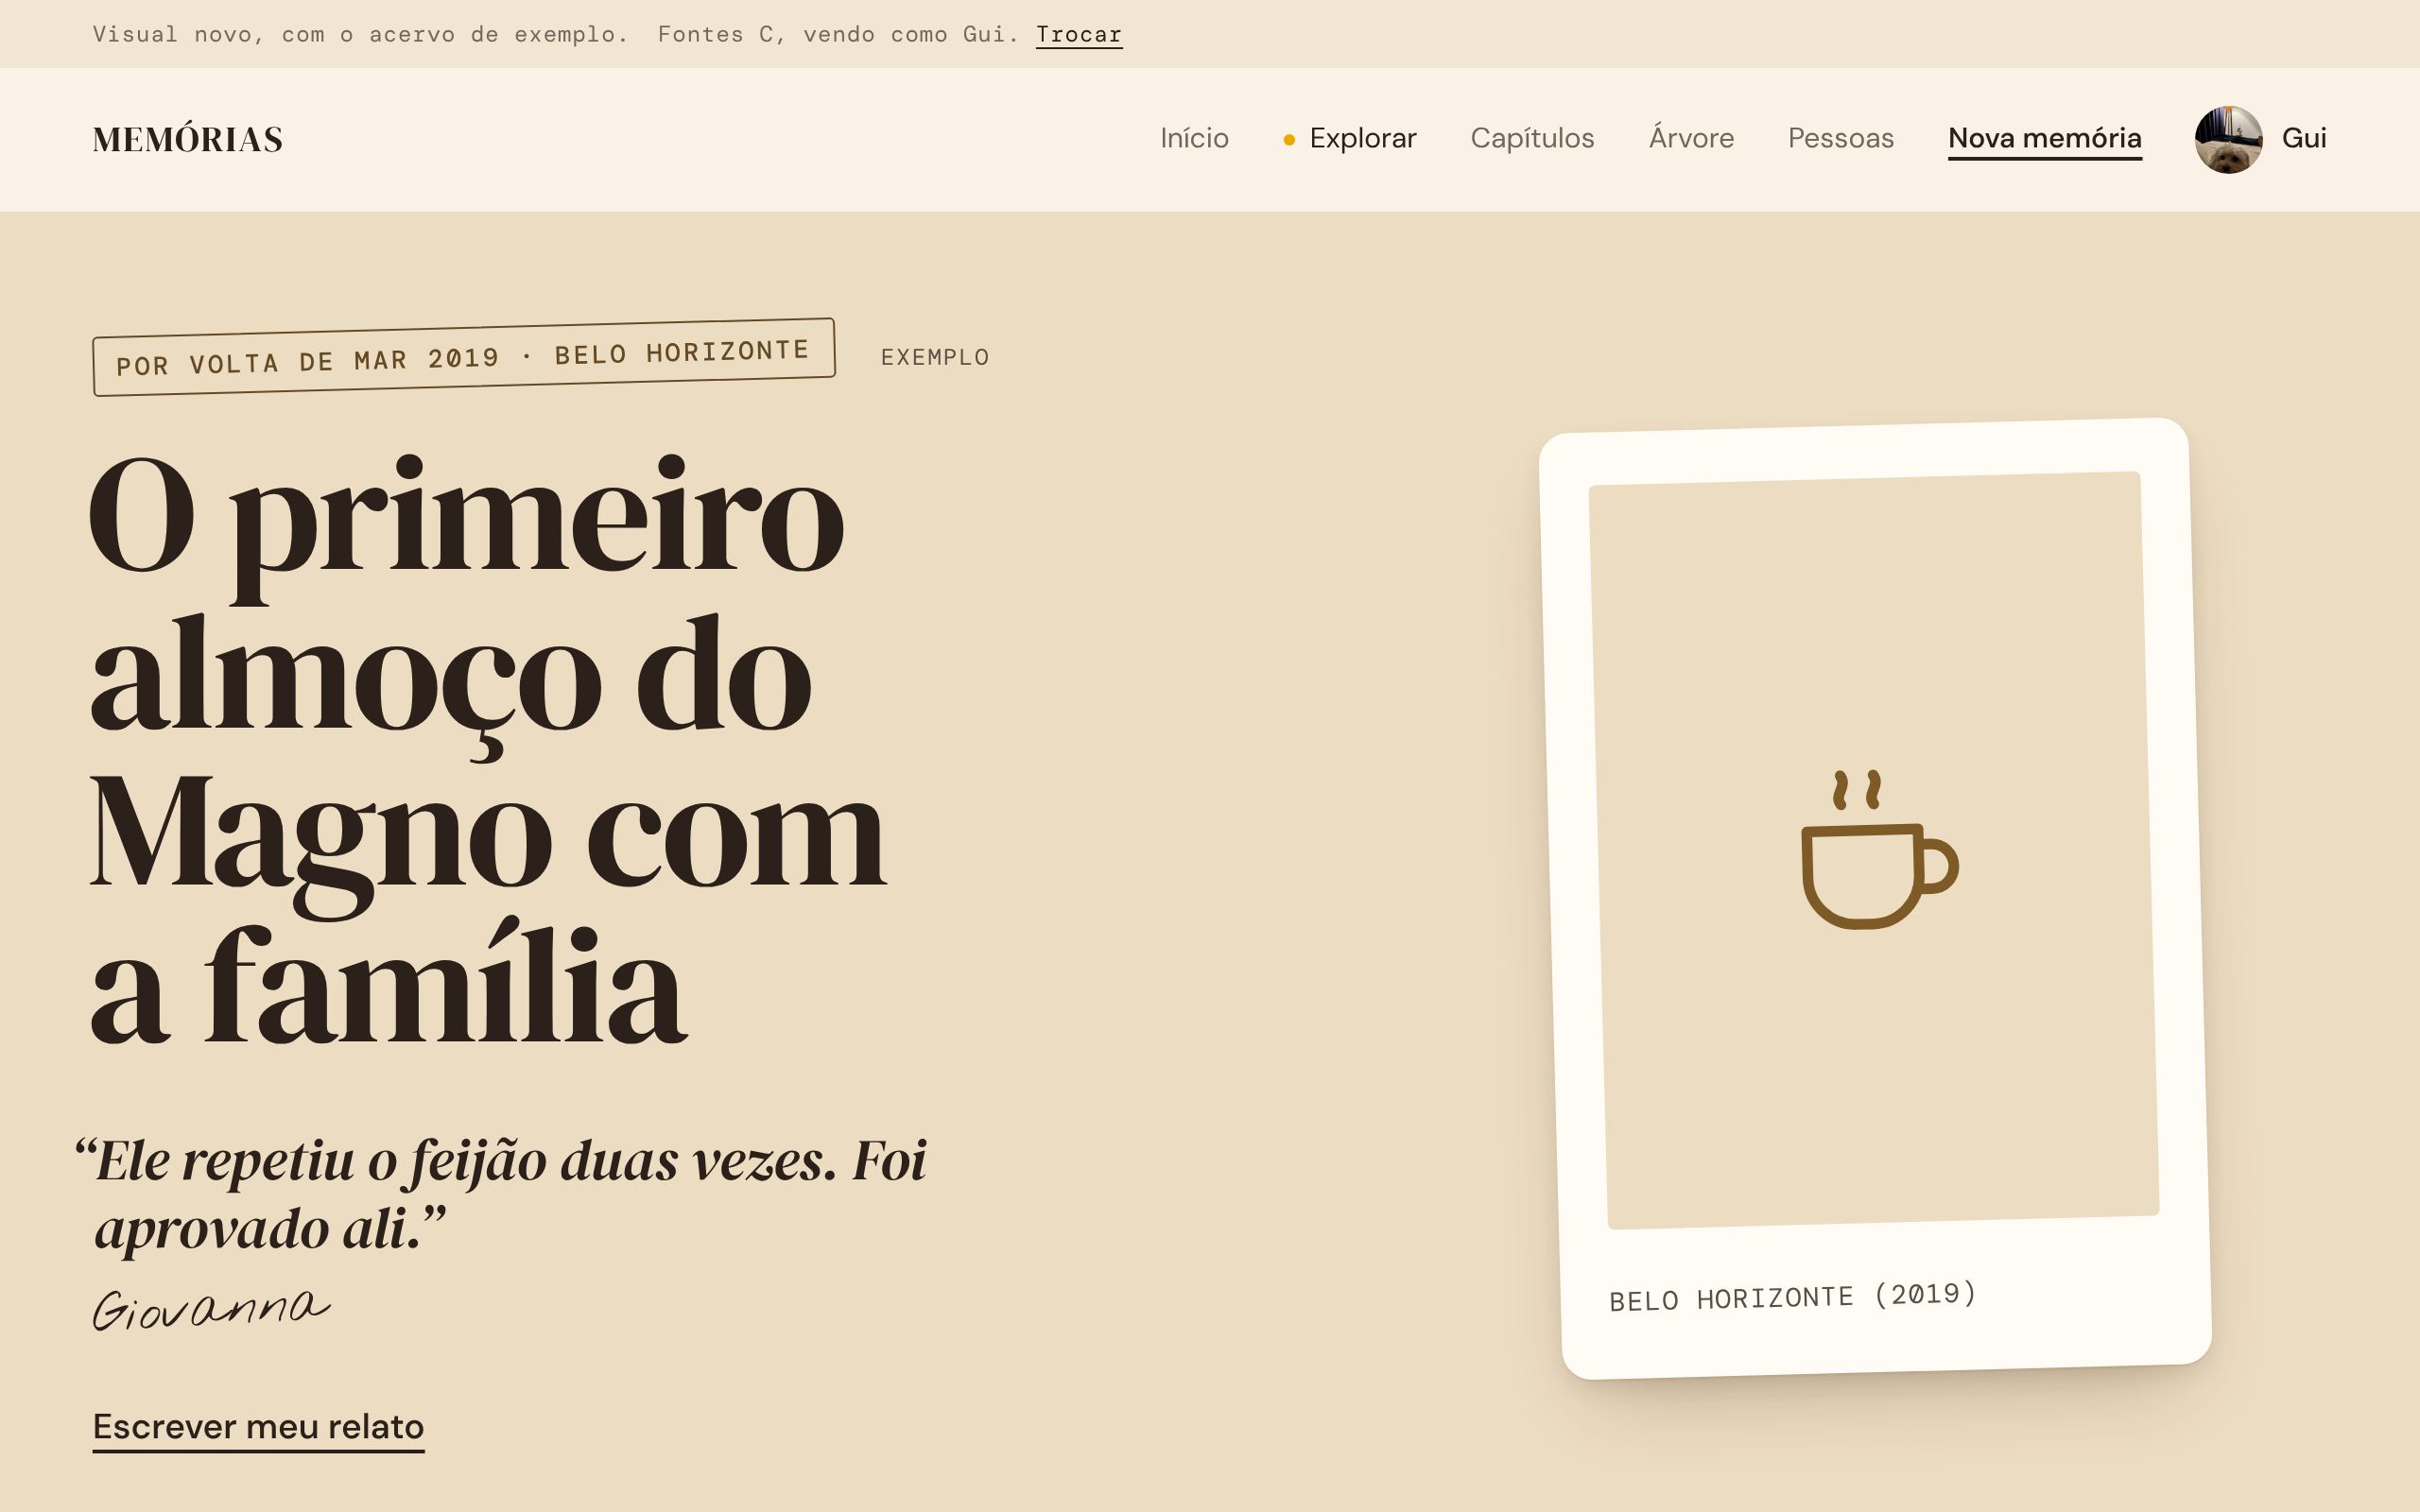 Visual novo, com o acervo de exemplo. Fontes C, vendo como Gui. Trocar
MEMÓRIAS
Início
Explorar
Capítulos
Árvore
Pessoas
Nova memória
Gui
POR VOLTA DE MAR 2019 · BELO HORIZONTE
EXEMPLO
O primeiro
almoço do
Magno com
a família
“Ele repetiu o feijão duas vezes. Foi
aprovado ali.”
Giovanna
Escrever meu relato
BELO HORIZONTE (2019)